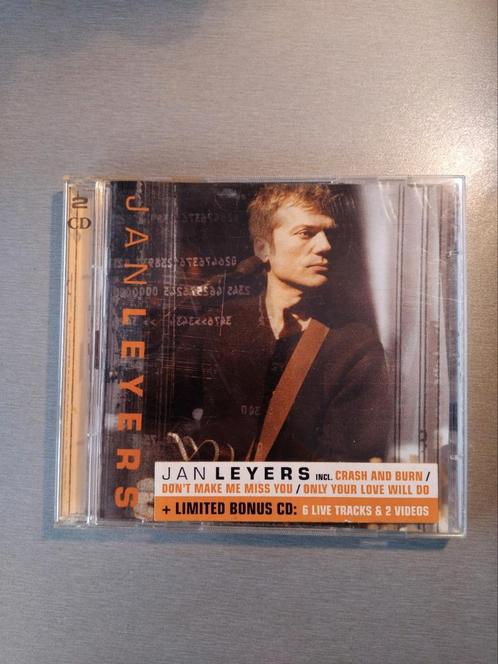 2
CD
JAN LEYERS
JAN LEYERS INCL. CRASH AND BURN /
DON'T MAKE ME MISS YOU / ONLY YOUR LOVE WILL DO
+ LIMITED BONUS CD: 6 LIVE TRACKS & 2 VIDEOS